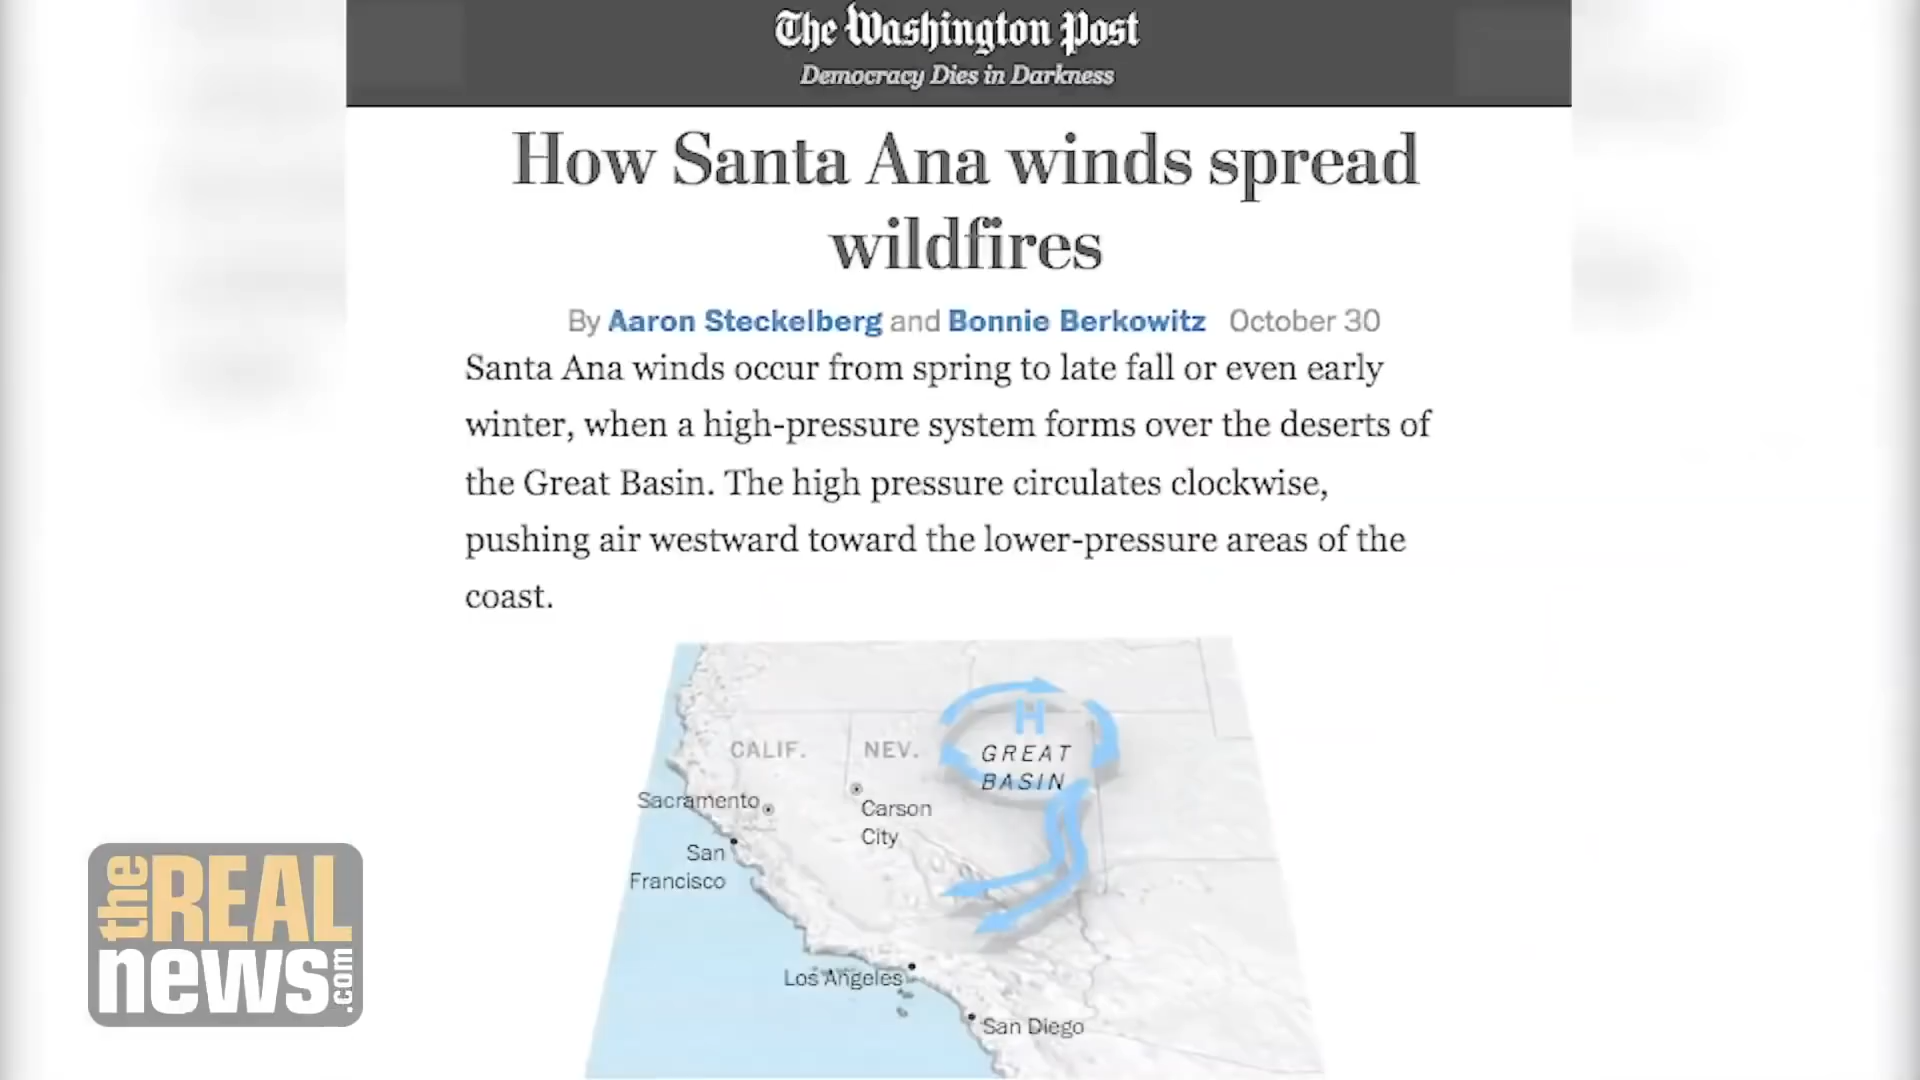 The Washington Post
Democracy Dies in Darkness
How Santa Ana winds spread
wildfires
By Aaron Steckelberg and Bonnie Berkowitz October 30
Santa Ana winds occur from spring to late fall or even early
winter, when a high-pressure system forms over the deserts of
the Great Basin. The high pressure circulates clockwise,
pushing air westward toward the lower-pressure areas of the
coast.
H
GREAT
BASIN
CALIF.
NEV.
Sacramento
Carson
City
San
Francisco
Los Angeles
San Diego
the REAL
news.com